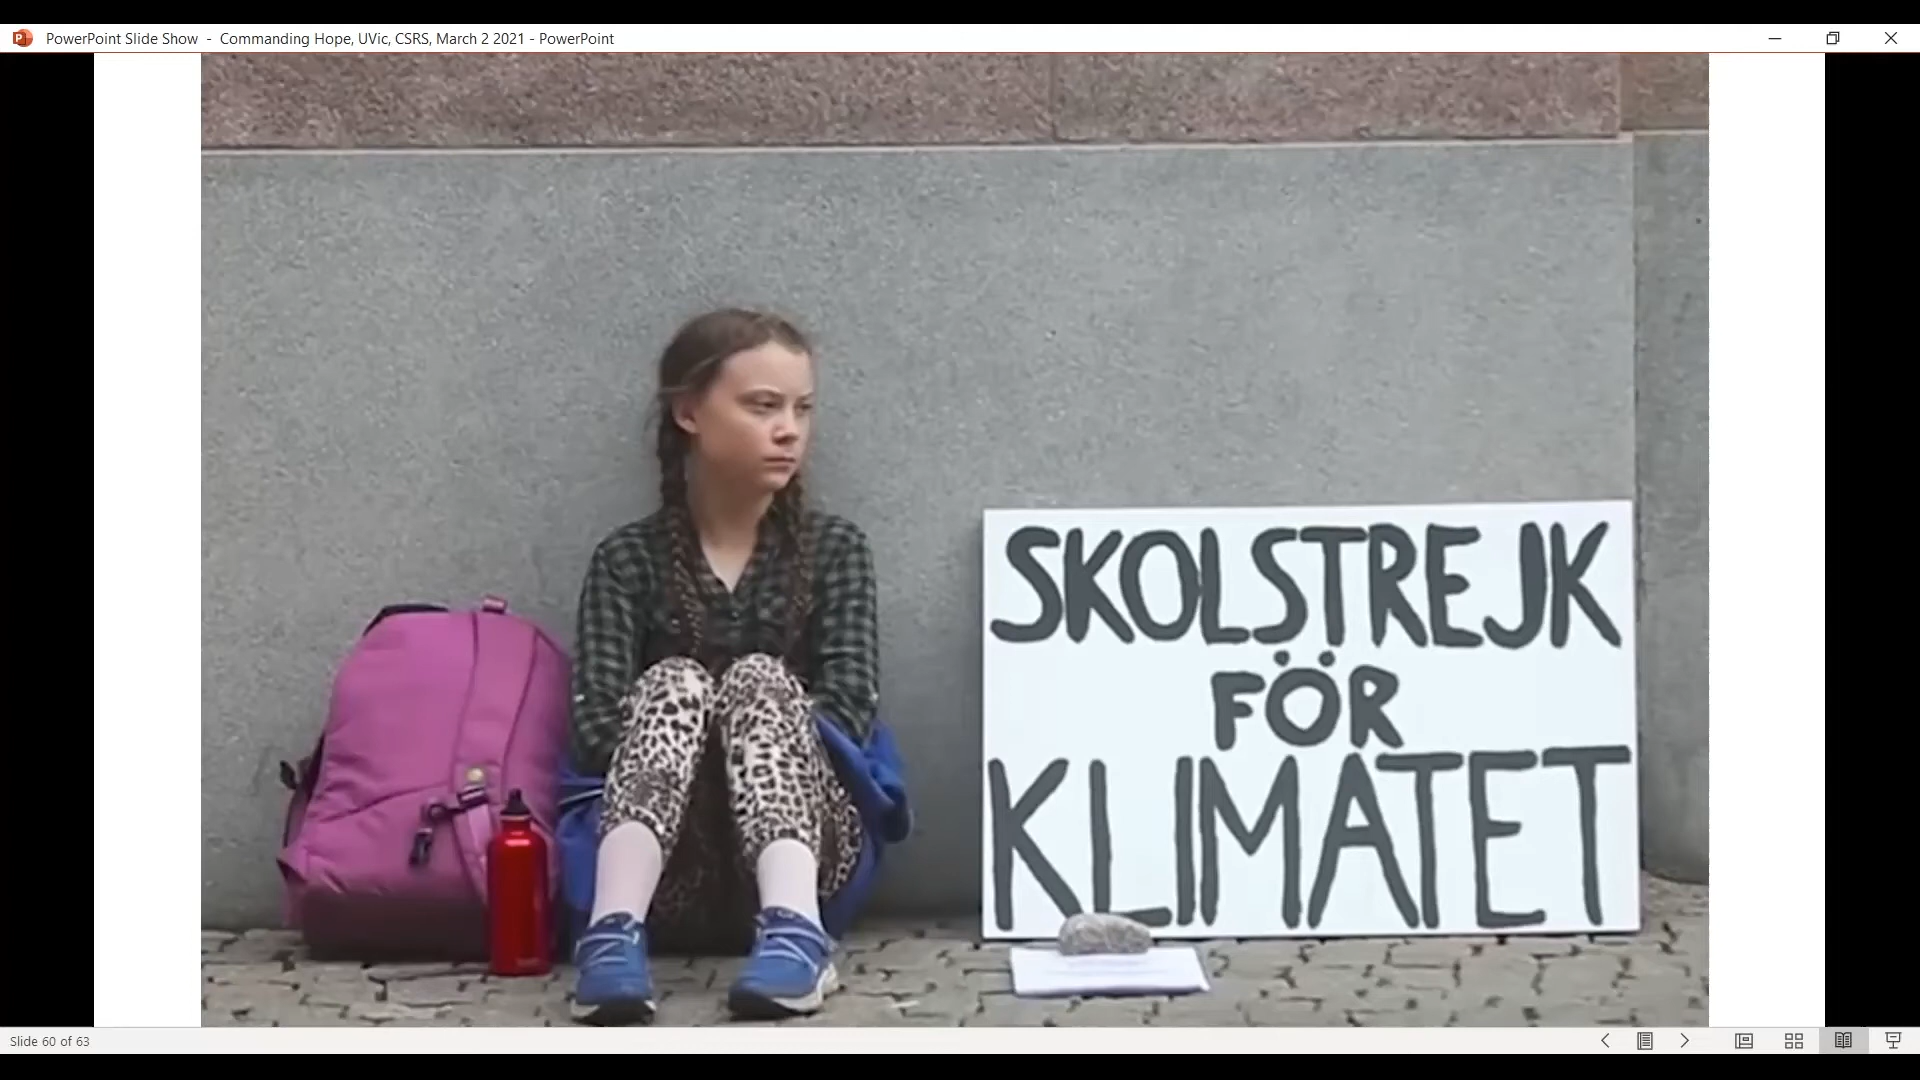 PowerPoint Slide Show - Commanding Hope, UVic, CSRS, March 2 2021 - PowerPoint
SKOLSTREJK
FÖR
KLIMATET
Slide 60 of 63